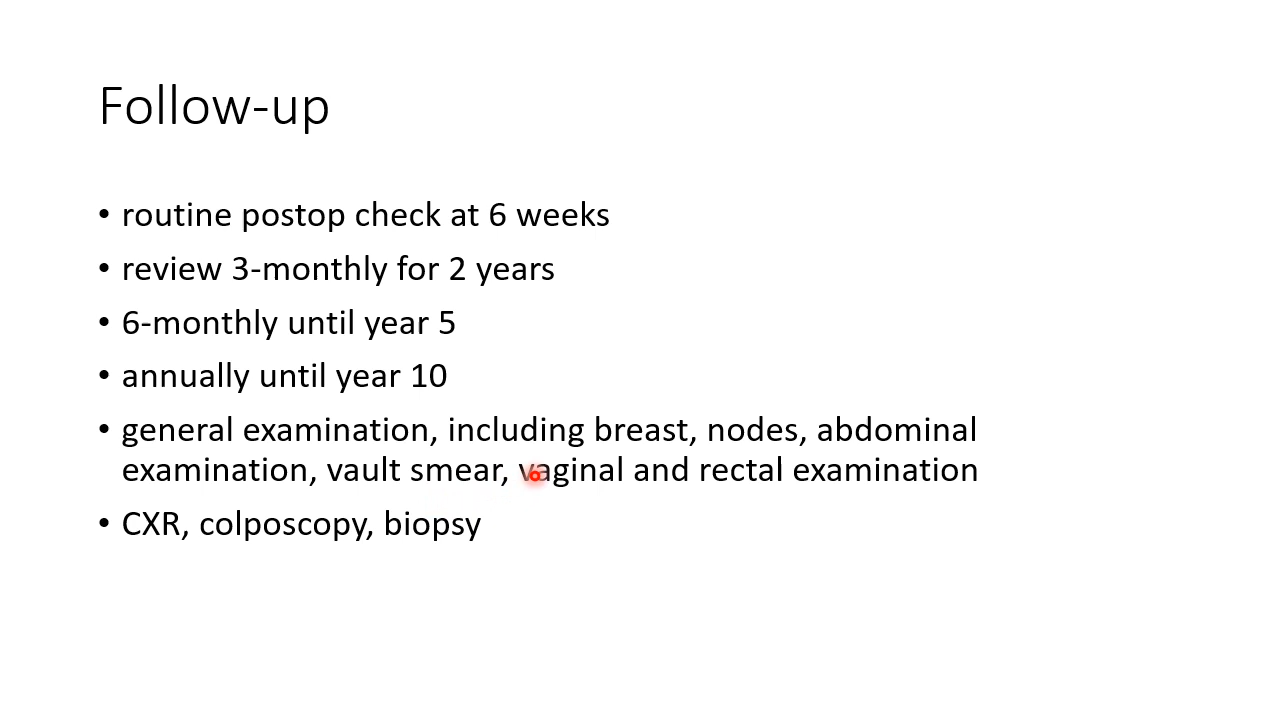 Follow-up
• routine postop check at 6 weeks
• review 3-monthly for 2 years
• 6-monthly until year 5
• annually until year 10
• general examination, including breast, nodes, abdominal
examination, vault smear, vaginal and rectal examination
• CXR, colposcopy, biopsy